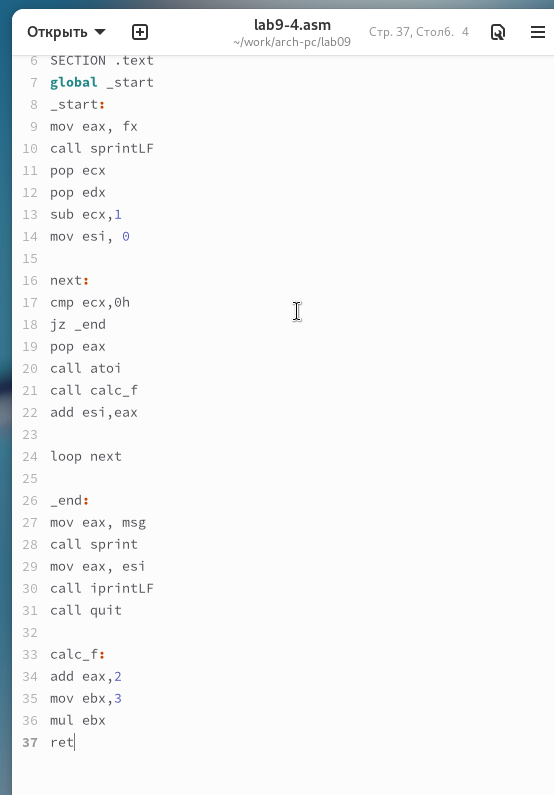 Открыть
lab9-4.asm
~/work/arch-pc/lab09
Стр. 37, Столб. 4
6 SECTION .text
7 global _start
8 _start:
9 mov eax, fx
10 call sprintLF
11 pop ecx
12 pop edx
13 sub ecx,1
14 mov esi, 0
15
16 next:
17 cmp ecx,0h
18 jz _end
19 pop eax
20 call atoi
21 call calc_f
22 add esi,eax
23
24 loop next
25
26 _end:
27 mov eax, msg
28 call sprint
29 mov eax, esi
30 call iprintLF
31 call quit
32
33 calc_f:
34 add eax,2
35 mov ebx,3
36 mul ebx
37 ret